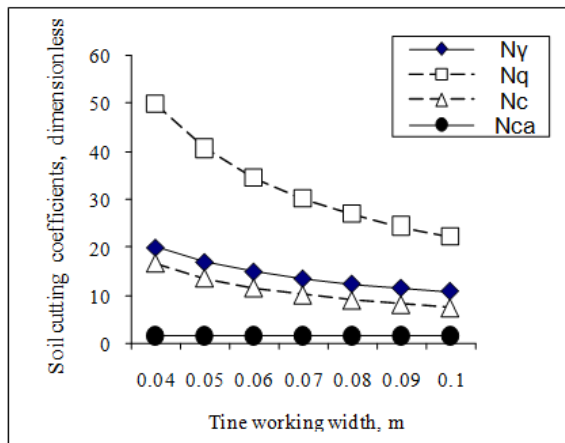 Soil cutting coefficients, dimensionless
60
50
40
30
20
10
0
Nγ
Nq
Nc
Nca
0.04 0.05 0.06 0.07 0.08 0.09 0.1
Tine working width, m